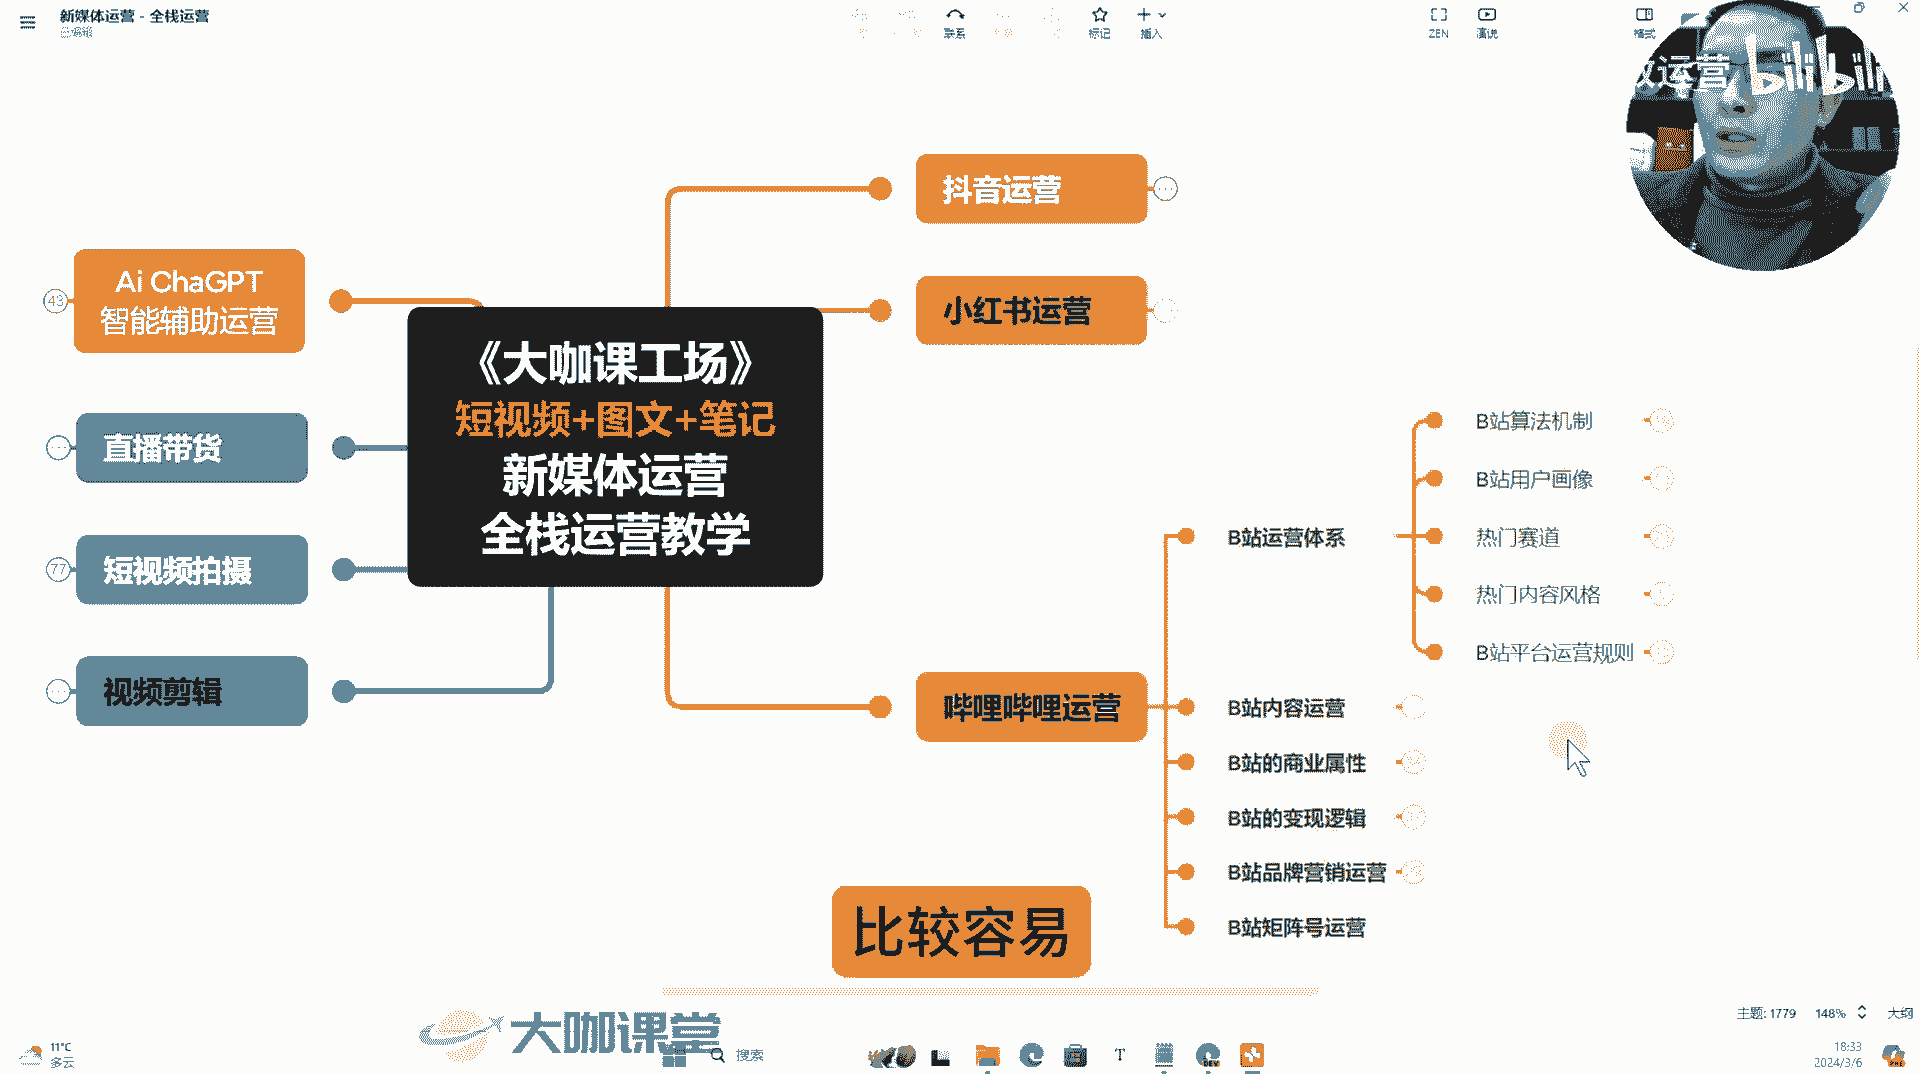 新媒体运营 - 全栈运营
已编辑
联系
标记
插入
ZEN
演说
格式
运营 bilibili
抖音运营
小红书运营
Ai ChaGPT
智能辅助运营
43
直播带货
短视频拍摄
77
视频剪辑
《大咖课工场》
短视频+图文+笔记
新媒体运营
全栈运营教学
哔哩哔哩运营
B站运营体系
B站算法机制
B站用户画像
热门赛道
热门内容风格
B站平台运营规则
B站内容运营
B站的商业属性
B站的变现逻辑
B站品牌营销运营
B站矩阵号运营
比较容易
大咖课堂
主题: 1779
148%
大纲
11°C
多云
搜索
T
DEV
18:33
2024/3/6